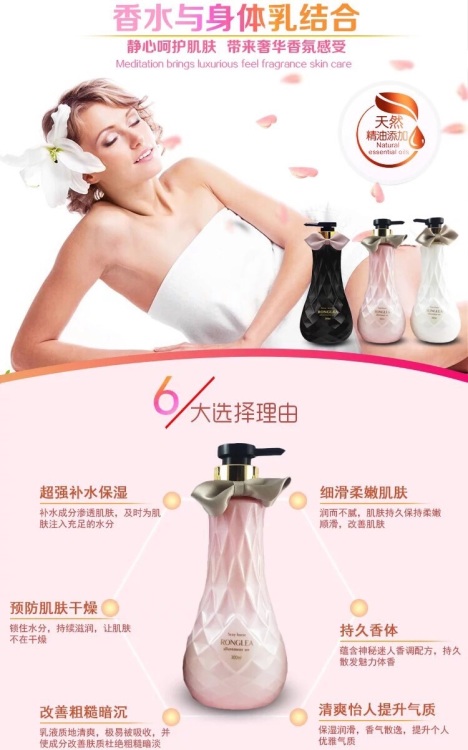 香水与身体乳结合
静心呵护肌肤 带来奢华香氛感受
Meditation brings luxurious feel fragrance skin care
天然
精油添加
Natural
essential oils
RONGLEA
6大选择理由
超强补水保湿
补水成分渗透肌肤，及时为肌
肤注入充足的水分
细滑柔嫩肌肤
润而不腻，肌肤持久保持柔嫩
顺滑，改善肌肤
预防肌肤干燥
锁住水分，持续滋润，让肌肤
不在干燥
持久香体
蕴含神秘迷人香调配方，持久
散发魅力体香
RONGLEA
改善粗糙暗沉
乳液质地清爽，极易被吸收，并
使成分改善肤质杜绝粗糙暗淡
清爽怡人提升气质
保湿润滑，香气散逸，提升个人
优雅气质